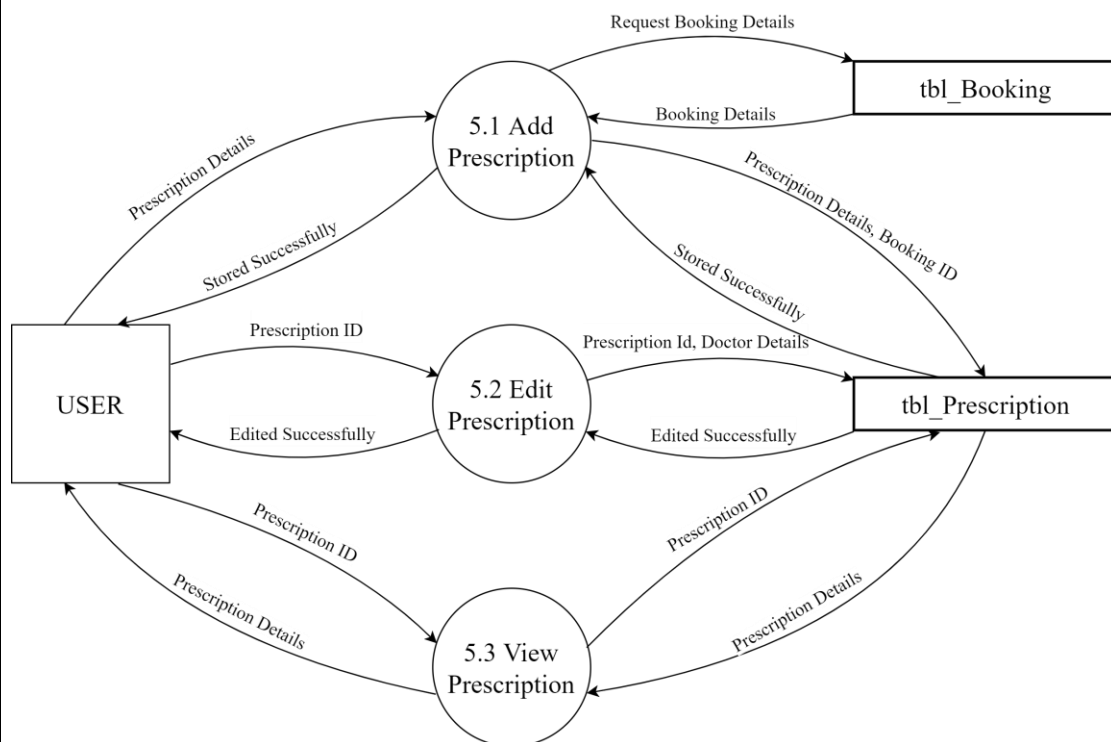 Request Booking Details
tbl_Booking
Booking Details
5.1 Add
Prescription
Prescription Details
Prescription Details, Booking ID
Stored Successfully
Stored Successfully
Prescription ID
Prescription Id, Doctor Details
USER
5.2 Edit
Prescription
tbl_Prescription
Edited Successfully
Edited Successfully
Prescription ID
Prescription ID
Prescription Details
Prescription Details
5.3 View
Prescription